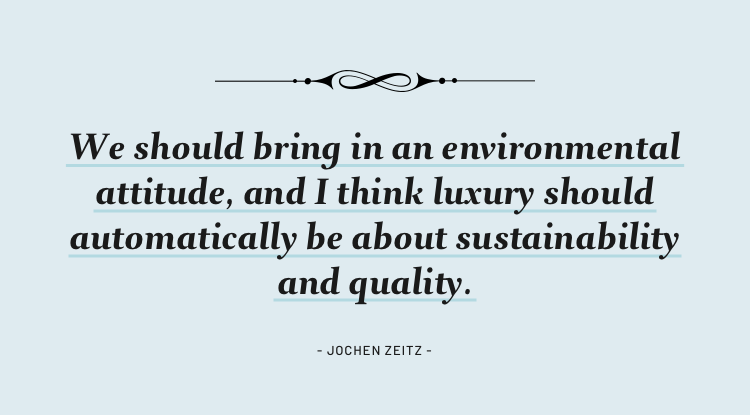 We should bring in an environmental
attitude, and I think luxury should
automatically be about sustainability
and quality.
- JOCHEN ZEITZ -